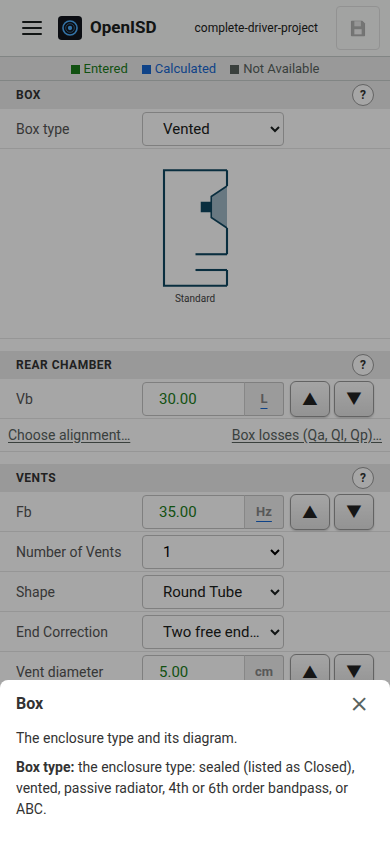 OpenISD complete-driver-project
Entered Calculated Not Available
BOX ?
Box type Vented
Standard
REAR CHAMBER ?
Vb 30.00 L
Choose alignment... Box losses (Qa, Ql, Qp)...
VENTS ?
Fb 35.00 Hz
Number of Vents 1
Shape Round Tube
End Correction Two free end...
Vent diameter 5.00 cm
Box
The enclosure type and its diagram.
Box type: the enclosure type: sealed (listed as Closed),
vented, passive radiator, 4th or 6th order bandpass, or
ABC.